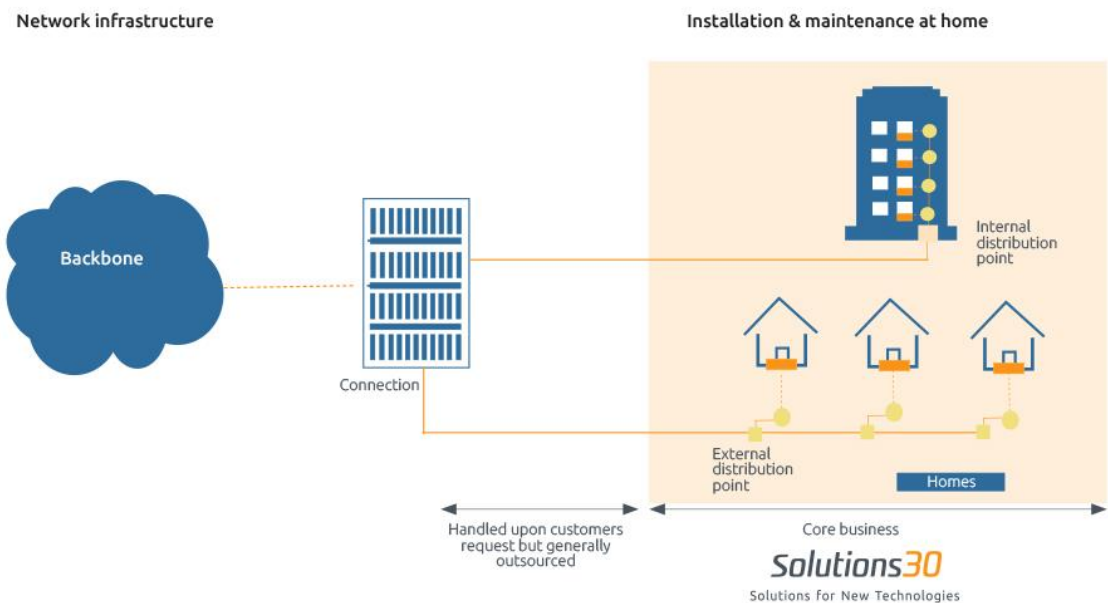 Network infrastructure
Installation & maintenance at home
Backbone
Connection
Internal
distribution
point
External
distribution
point
Homes
Handled upon customers
request but generally
outsourced
Core business
Solutions30
Solutions for New Technologies